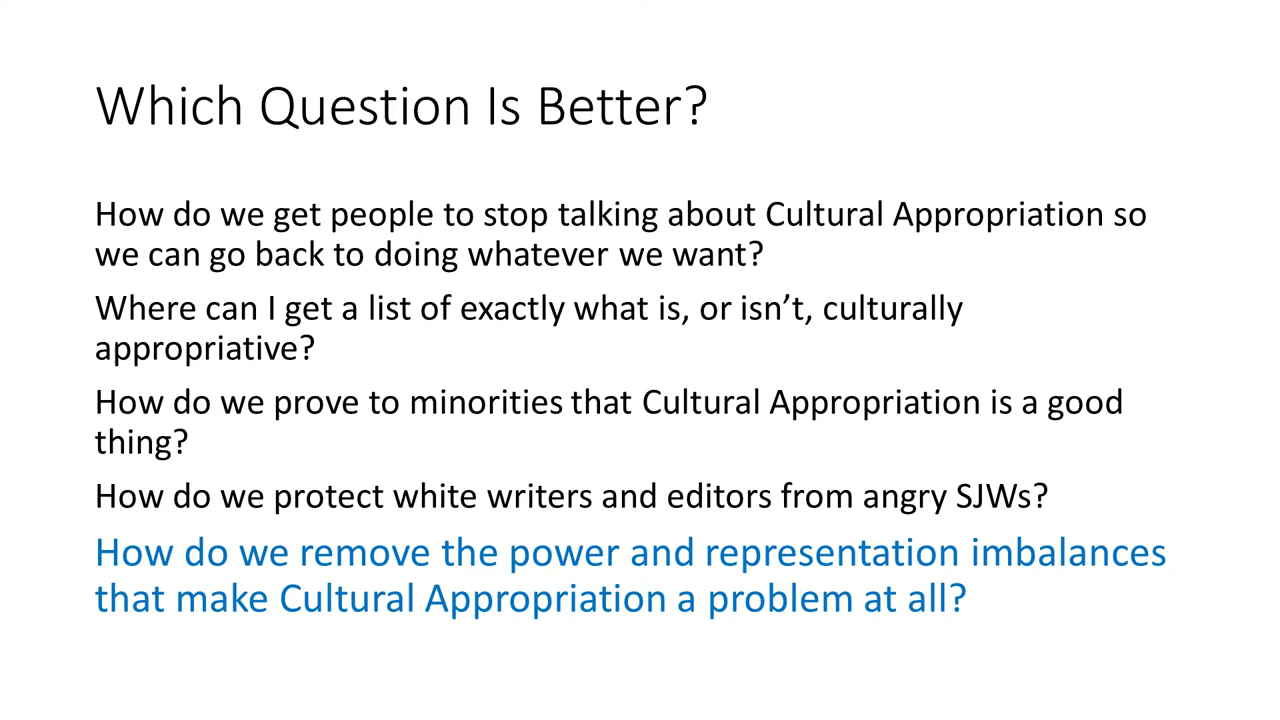 Which Question Is Better?
How do we get people to stop talking about Cultural Appropriation so
we can go back to doing whatever we want?
Where can I get a list of exactly what is, or isn’t, culturally
appropriative?
How do we prove to minorities that Cultural Appropriation is a good
thing?
How do we protect white writers and editors from angry SJWs?
How do we remove the power and representation imbalances
that make Cultural Appropriation a problem at all?